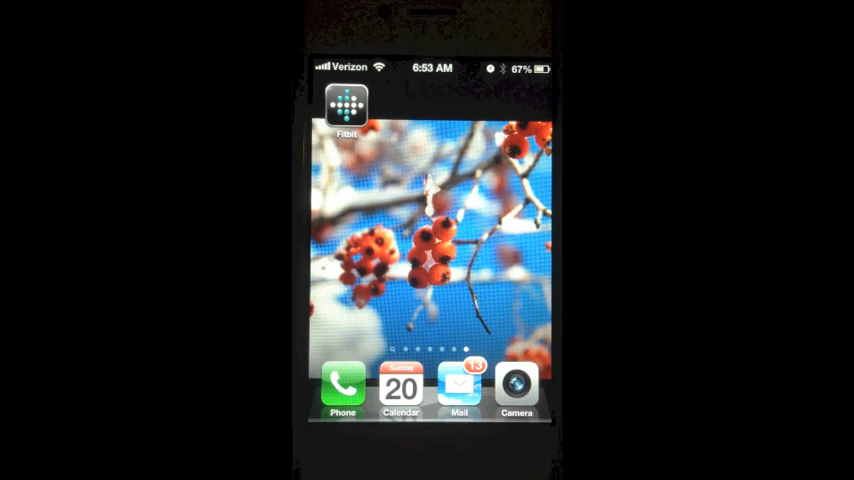 Verizon 6:53 AM 67%
Fitbit
Sunday 13
20
Phone Calendar Mail Camera